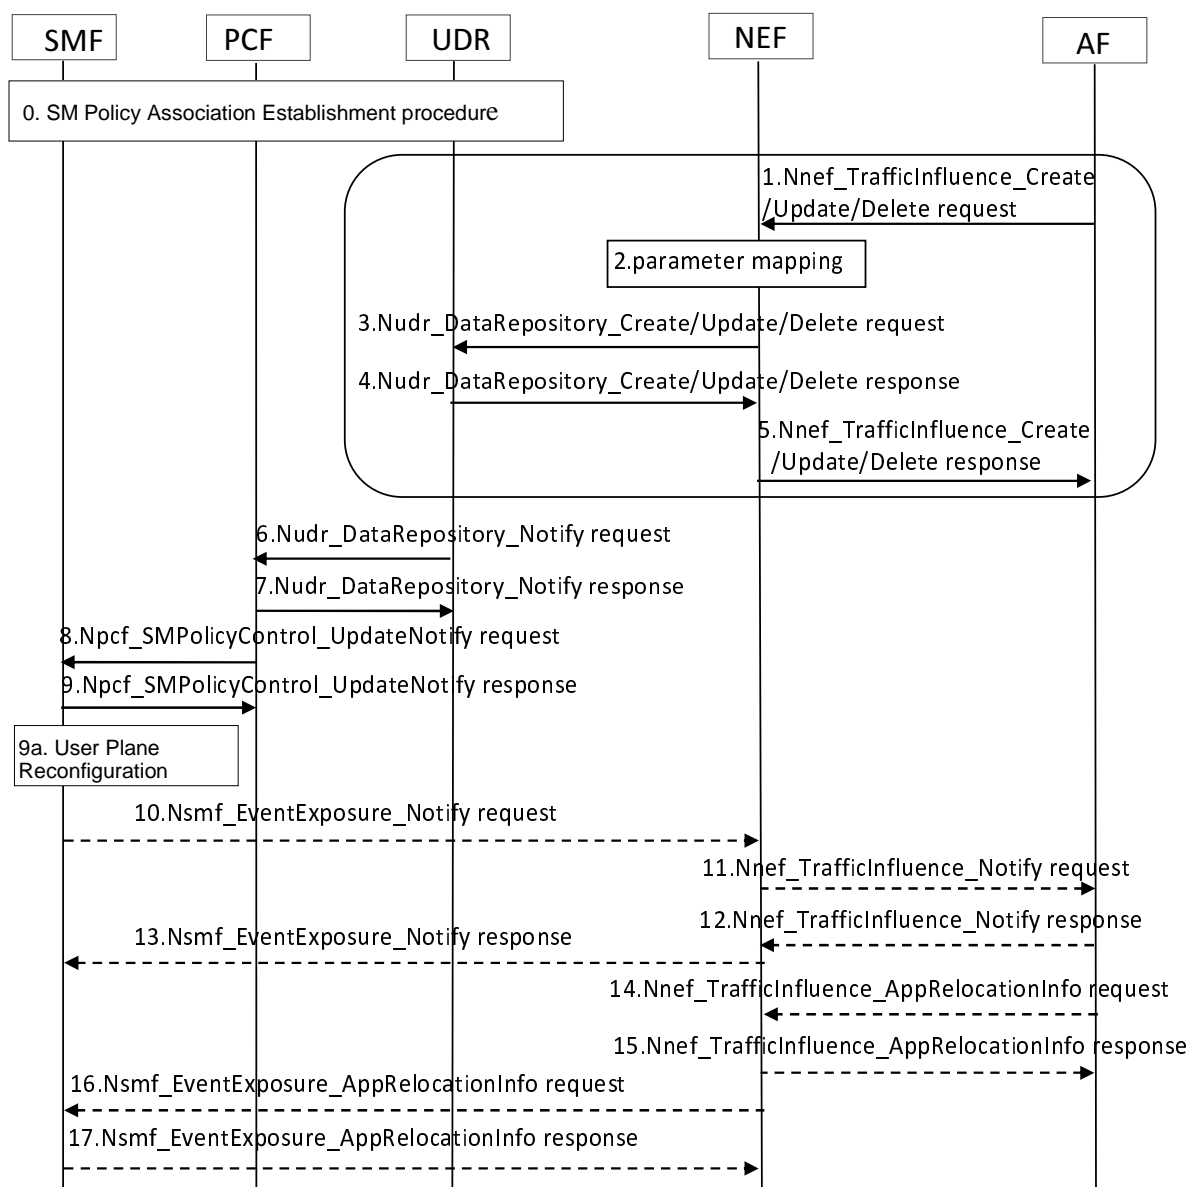 SMF PCF UDR NEF AF
0. SM Policy Association Establishment procedure
1.Nnef_TrafficInfluence_Create
/Update/Delete request
2.parameter mapping
3.Nudr_DataRepository_Create/Update/Delete request
4.Nudr_DataRepository_Create/Update/Delete response
5.Nnef_TrafficInfluence_Create
/Update/Delete response
6.Nudr_DataRepository_Notify request
7.Nudr_DataRepository_Notify response
8.Npcf_SMPolicyControl_UpdateNotify request
9.Npcf_SMPolicyControl_UpdateNotify response
9a. User Plane
Reconfiguration
10.Nsmf_EventExposure_Notify request
11.Nnef_TrafficInfluence_Notify request
12.Nnef_TrafficInfluence_Notify response
13.Nsmf_EventExposure_Notify response
14.Nnef_TrafficInfluence_AppRelocationInfo request
15.Nnef_TrafficInfluence_AppRelocationInfo response
16.Nsmf_EventExposure_AppRelocationInfo request
17.Nsmf_EventExposure_AppRelocationInfo response